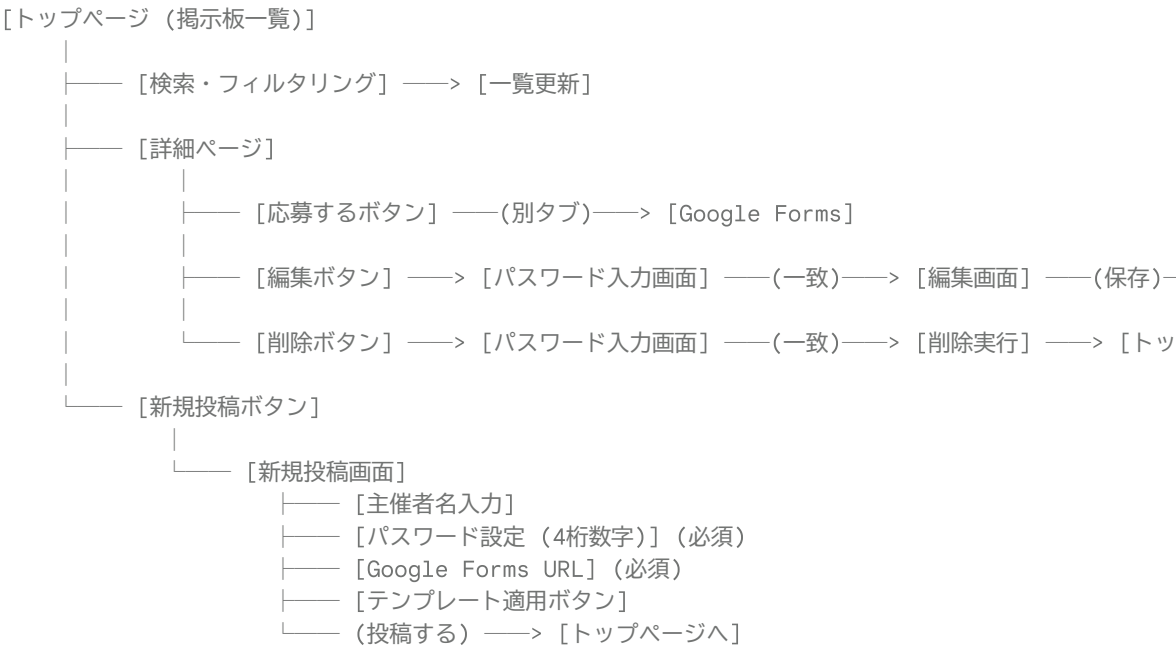 [トップページ (掲示板一覧)]
│
├── [検索・フィルタリング] ──> [一覧更新]
│
├── [詳細ページ]
│ │
│ ├── [応募するボタン] ──(別タブ)──> [Google Forms]
│ │
│ ├── [編集ボタン] ──> [パスワード入力画面] ──(一致)──> [編集画面] ──(保存)─
│ │
│ └── [削除ボタン] ──> [パスワード入力画面] ──(一致)──> [削除実行] ──> [トッ
│
└── [新規投稿ボタン]
│
└── [新規投稿画面]
├── [主催者名入力]
├── [パスワード設定 (4桁数字)] (必須)
├── [Google Forms URL] (必須)
├── [テンプレート適用ボタン]
└── (投稿する) ──> [トップページへ]